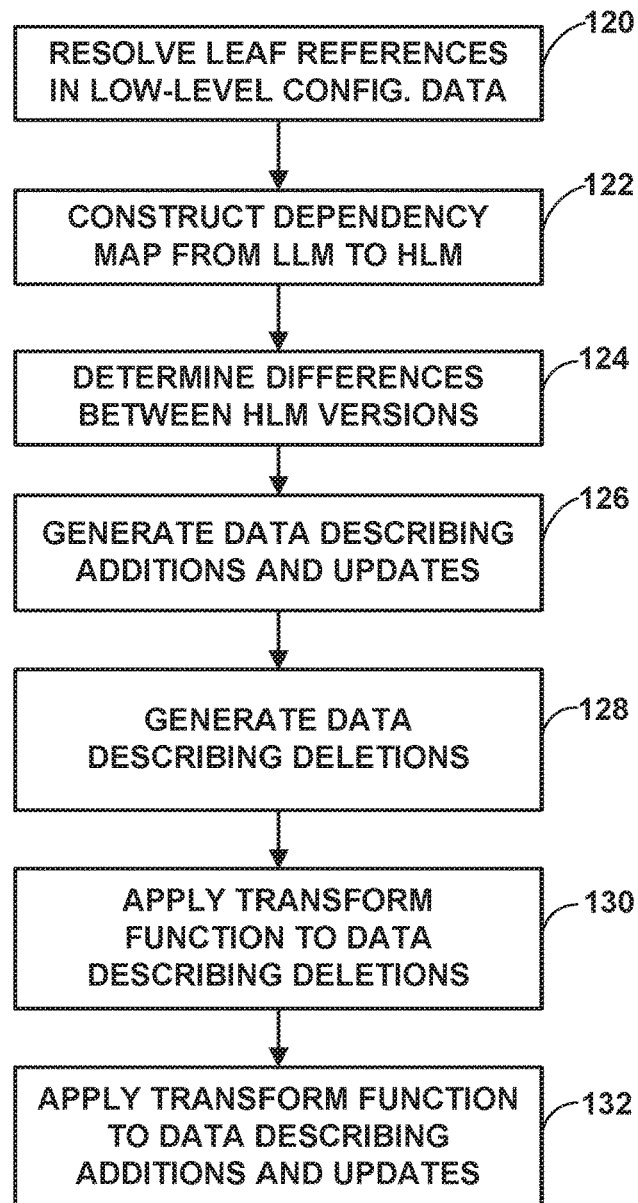 RESOLVE LEAF REFERENCES
IN LOW-LEVEL CONFIG. DATA
120
CONSTRUCT DEPENDENCY
MAP FROM LLM TO HLM
122
DETERMINE DIFFERENCES
BETWEEN HLM VERSIONS
124
GENERATE DATA DESCRIBING
ADDITIONS AND UPDATES
126
GENERATE DATA
DESCRIBING DELETIONS
128
APPLY TRANSFORM
FUNCTION TO DATA
DESCRIBING DELETIONS
130
APPLY TRANSFORM FUNCTION
TO DATA DESCRIBING
ADDITIONS AND UPDATES
132